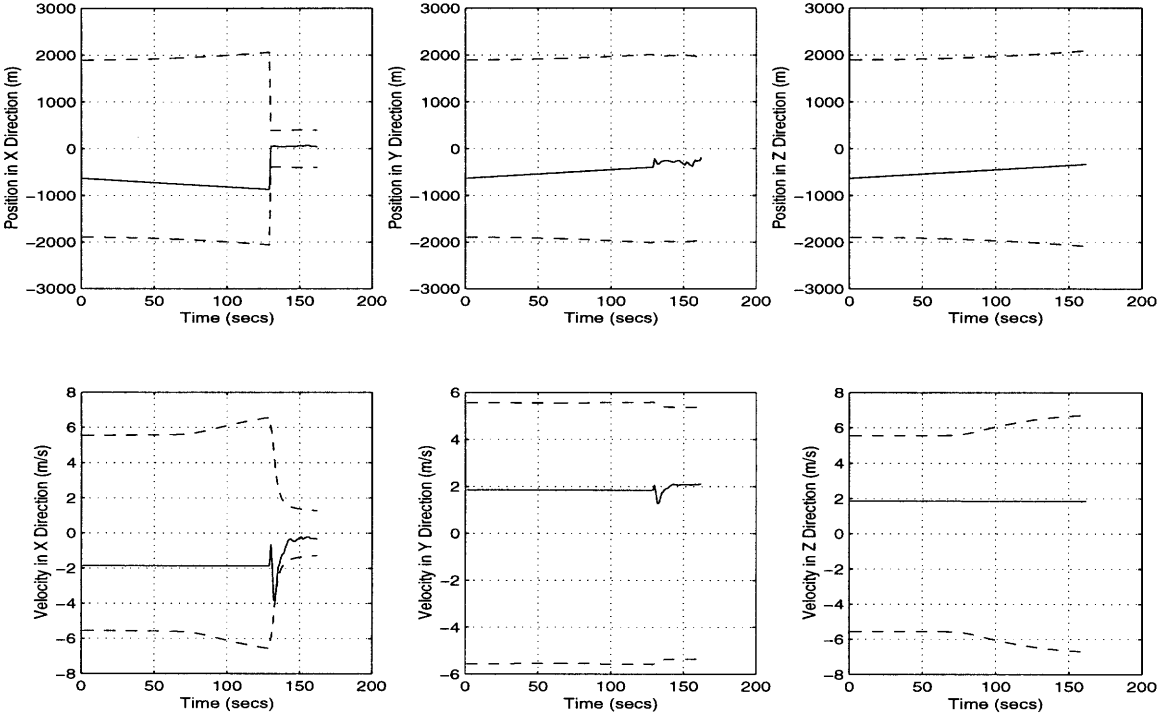 Position in X Direction (m)
3000
2000
1000
0
−1000
−2000
−3000
0 50 100 150 200
Time (secs)
Position in Y Direction (m)
3000
2000
1000
0
−1000
−2000
−3000
0 50 100 150 200
Time (secs)
Position in Z Direction (m)
3000
2000
1000
0
−1000
−2000
−3000
0 50 100 150 200
Time (secs)
Velocity in X Direction (m/s)
8
6
4
2
0
−2
−4
−6
−8
0 50 100 150 200
Time (secs)
Velocity in Y Direction (m/s)
6
4
2
0
−2
−4
−6
0 50 100 150 200
Time (secs)
Velocity in Z Direction (m/s)
8
6
4
2
0
−2
−4
−6
−8
0 50 100 150 200
Time (secs)